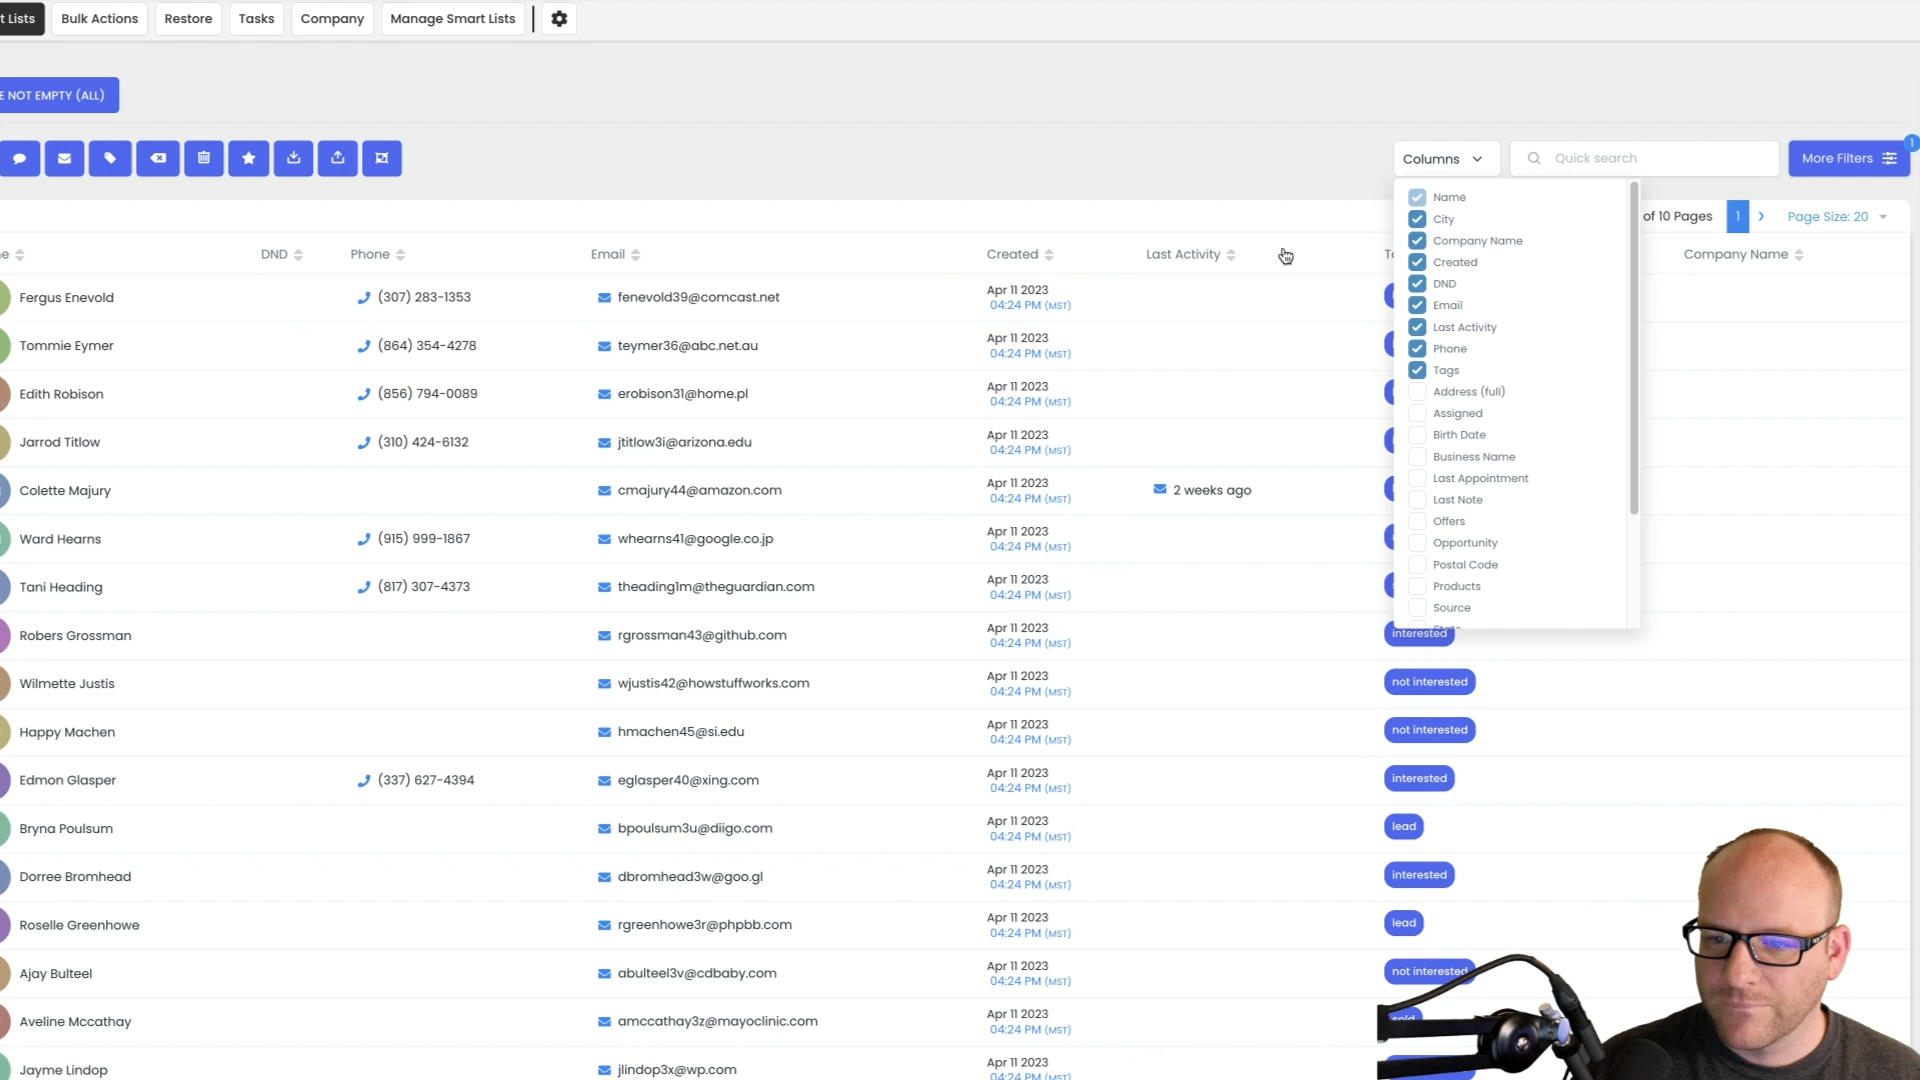 t Lists Bulk Actions Restore Tasks Company Manage Smart Lists
E NOT EMPTY (ALL)
Columns Quick search More Filters 1
of 10 Pages 1 Page Size: 20
e DND Phone Email Created Last Activity Company Name
Name
City
Company Name
Created
DND
Email
Last Activity
Phone
Tags
Address (full)
Assigned
Birth Date
Business Name
Last Appointment
Last Note
Offers
Opportunity
Postal Code
Products
Source
State
Fergus Enevold (307) 283-1353 fenevold39@comcast.net Apr 11 2023
04:24 PM (MST)
Tommie Eymer (864) 354-4278 teymer36@abc.net.au Apr 11 2023
04:24 PM (MST)
Edith Robison (856) 794-0089 erobison31@home.pl Apr 11 2023
04:24 PM (MST)
Jarrod Titlow (310) 424-6132 jtitlow3i@arizona.edu Apr 11 2023
04:24 PM (MST)
Colette Majury cmajury44@amazon.com Apr 11 2023 2 weeks ago
04:24 PM (MST)
Ward Hearns (915) 999-1867 whearns41@google.co.jp Apr 11 2023
04:24 PM (MST)
Tani Heading (817) 307-4373 theading1m@theguardian.com Apr 11 2023
04:24 PM (MST)
Robers Grossman rgrossman43@github.com Apr 11 2023 interested
04:24 PM (MST)
Wilmette Justis wjustis42@howstuffworks.com Apr 11 2023 not interested
04:24 PM (MST)
Happy Machen hmachen45@si.edu Apr 11 2023 not interested
04:24 PM (MST)
Edmon Glasper (337) 627-4394 eglasper40@xing.com Apr 11 2023 interested
04:24 PM (MST)
Bryna Poulsum bpoulsum3u@diigo.com Apr 11 2023 lead
04:24 PM (MST)
Dorree Bromhead dbromhead3w@goo.gl Apr 11 2023 interested
04:24 PM (MST)
Roselle Greenhowe rgreenhowe3r@phpbb.com Apr 11 2023 lead
04:24 PM (MST)
Ajay Bulteel abulteel3v@cdbaby.com Apr 11 2023 not interested
04:24 PM (MST)
Aveline Mccathay amccathay3z@mayoclinic.com Apr 11 2023 sold
04:24 PM (MST)
Jayme Lindop jlindop3x@wp.com Apr 11 2023
04:24 PM (MST)